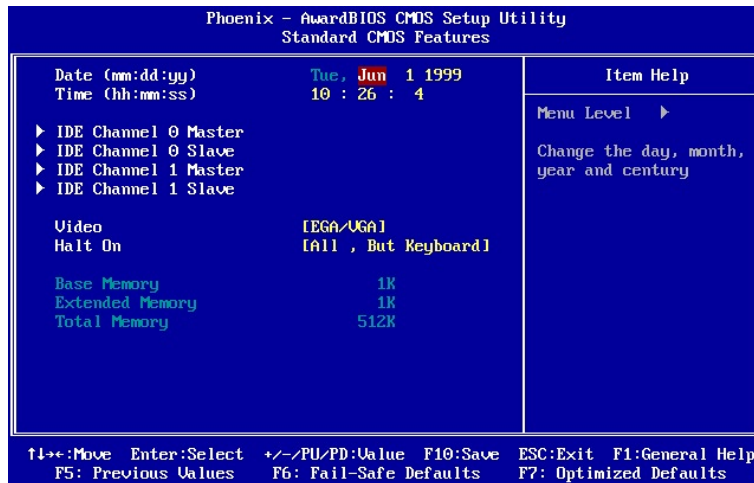 Phoenix - AwardBIOS CMOS Setup Utility
Standard CMOS Features
Date (mm:dd:yy) Tue, Jun 1 1999
Time (hh:mm:ss) 10 : 26 : 4
IDE Channel 0 Master
IDE Channel 0 Slave
IDE Channel 1 Master
IDE Channel 1 Slave
Video [EGA/VGA]
Halt On [All , But Keyboard]
Base Memory 1K
Extended Memory 1K
Total Memory 512K
Item Help
Menu Level
Change the day, month,
year and century
↑↓→←:Move Enter:Select +/-/PU/PD:Value F10:Save ESC:Exit F1:General Help
F5: Previous Values F6: Fail-Safe Defaults F7: Optimized Defaults